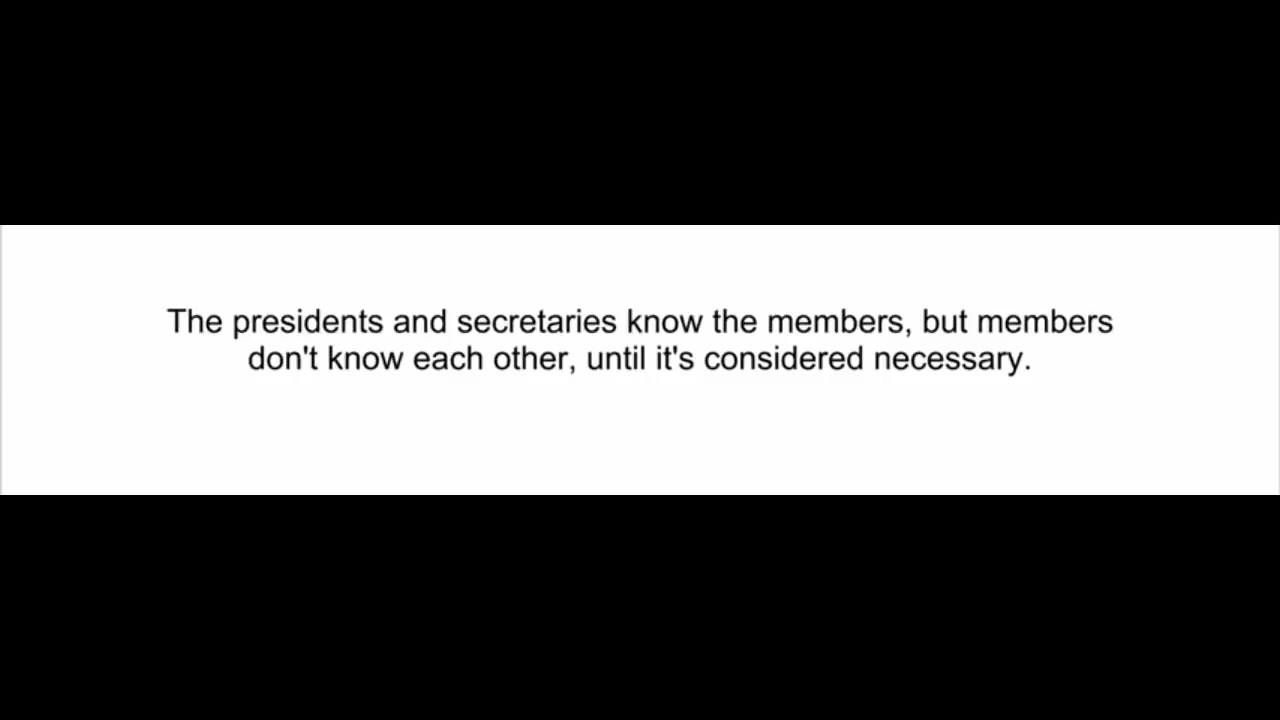 The presidents and secretaries know the members, but members
don't know each other, until it's considered necessary.